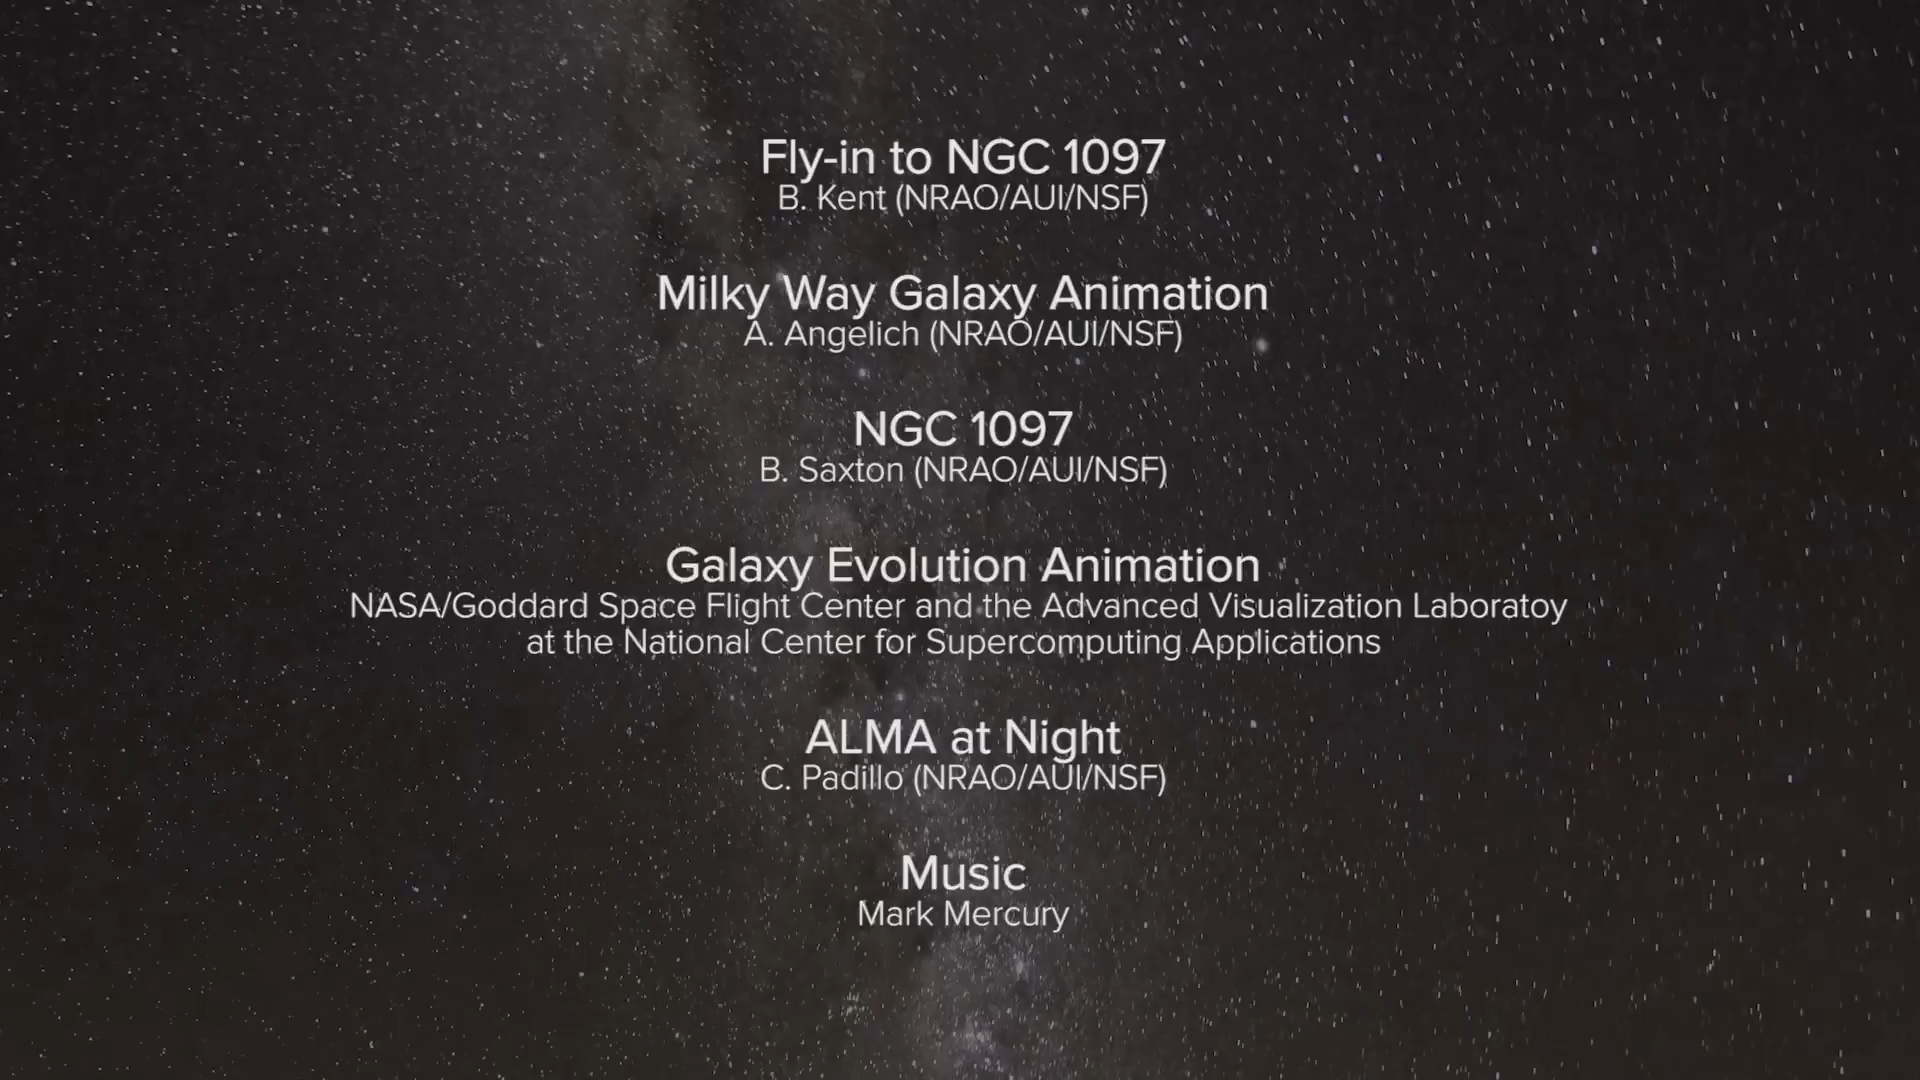 Fly-in to NGC 1097
B. Kent (NRAO/AUI/NSF)
Milky Way Galaxy Animation
A. Angelich (NRAO/AUI/NSF)
NGC 1097
B. Saxton (NRAO/AUI/NSF)
Galaxy Evolution Animation
NASA/Goddard Space Flight Center and the Advanced Visualization Laboratoy
at the National Center for Supercomputing Applications
ALMA at Night
C. Padillo (NRAO/AUI/NSF)
Music
Mark Mercury